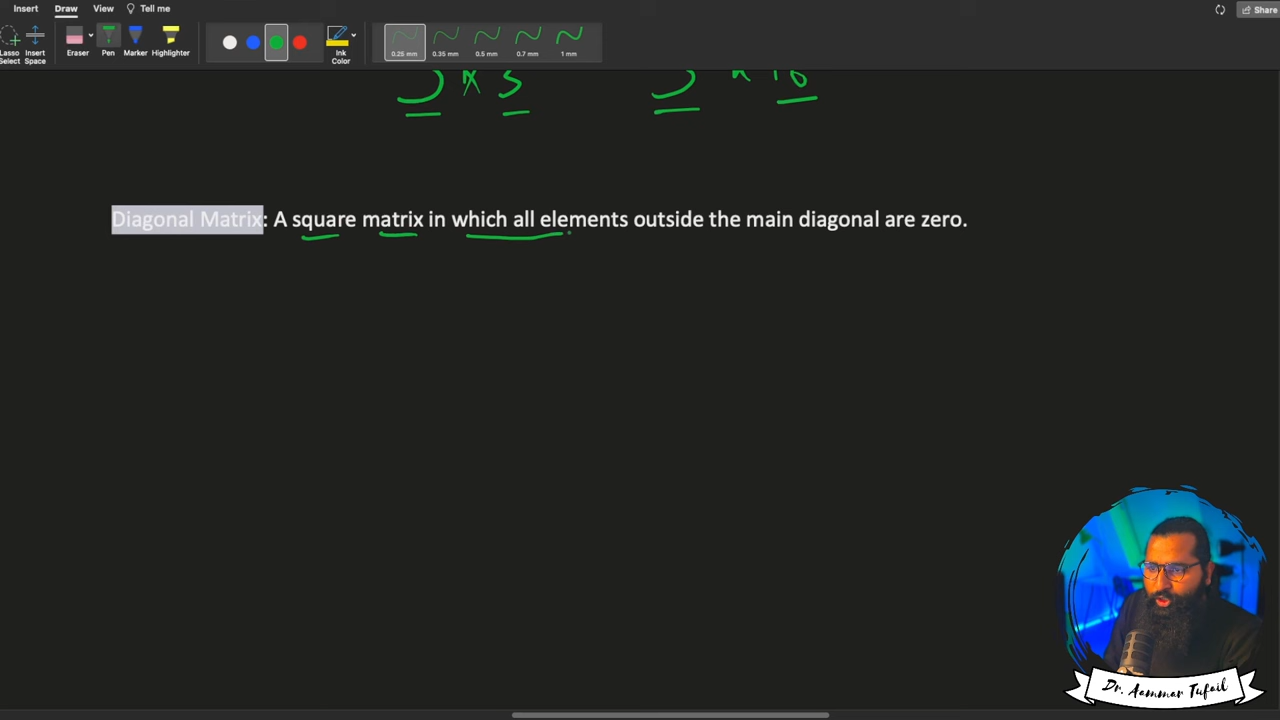 Insert Draw View Tell me Share
Lasso Select Insert Space Eraser Pen Marker Highlighter Ink Color 0.25 mm 0.35 mm 0.5 mm 0.7 mm 1 mm
Diagonal Matrix: A square matrix in which all elements outside the main diagonal are zero.
Dr. Aammar Tufail